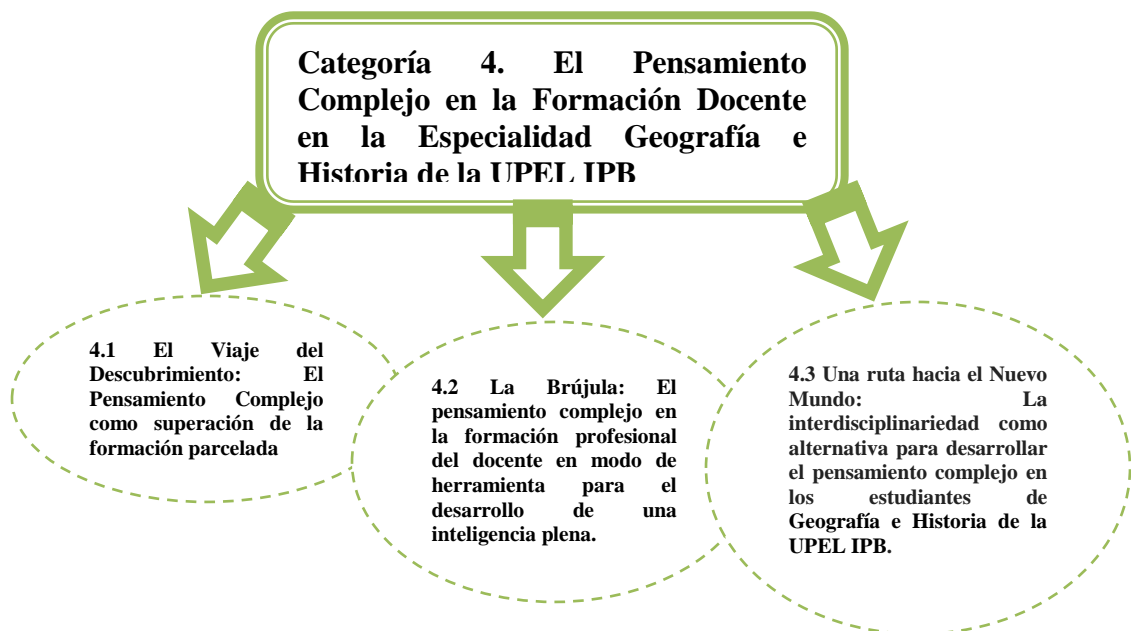 Categoría 4. El Pensamiento
Complejo en la Formación Docente
en la Especialidad Geografía e
Historia de la UPEL IPB
4.1 El Viaje del
Descubrimiento: El
Pensamiento Complejo
como superación de la
formación parcelada
4.2 La Brújula: El
pensamiento complejo en
la formación profesional
del docente en modo de
herramienta para el
desarrollo de una
inteligencia plena.
4.3 Una ruta hacia el Nuevo
Mundo: La
interdisciplinariedad como
alternativa para desarrollar
el pensamiento complejo en
los estudiantes de
Geografía e Historia de la
UPEL IPB.